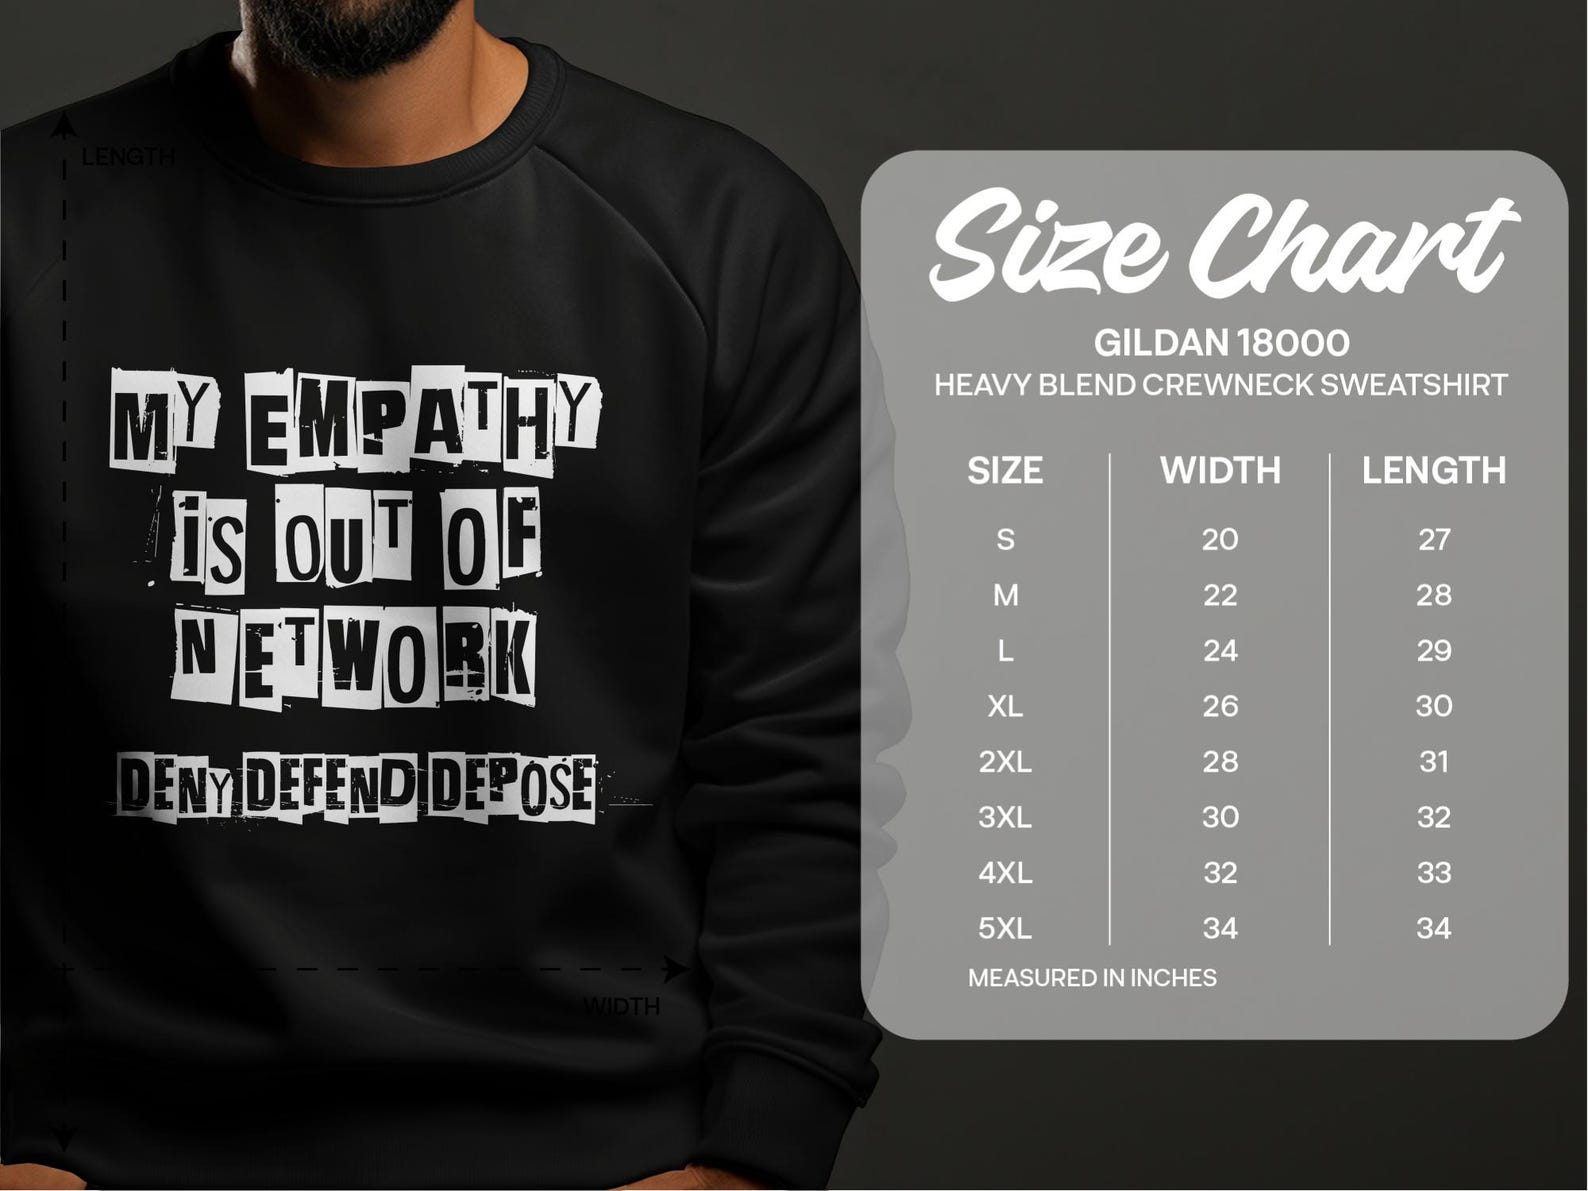 LENGTH
MY EMPATHY
iS OUT OF
NETWORK
DENY DEFEND DEPOSE
WIDTH
Size Chart
GILDAN 18000
HEAVY BLEND CREWNECK SWEATSHIRT
SIZE WIDTH LENGTH
S 20 27
M 22 28
L 24 29
XL 26 30
2XL 28 31
3XL 30 32
4XL 32 33
5XL 34 34
MEASURED IN INCHES